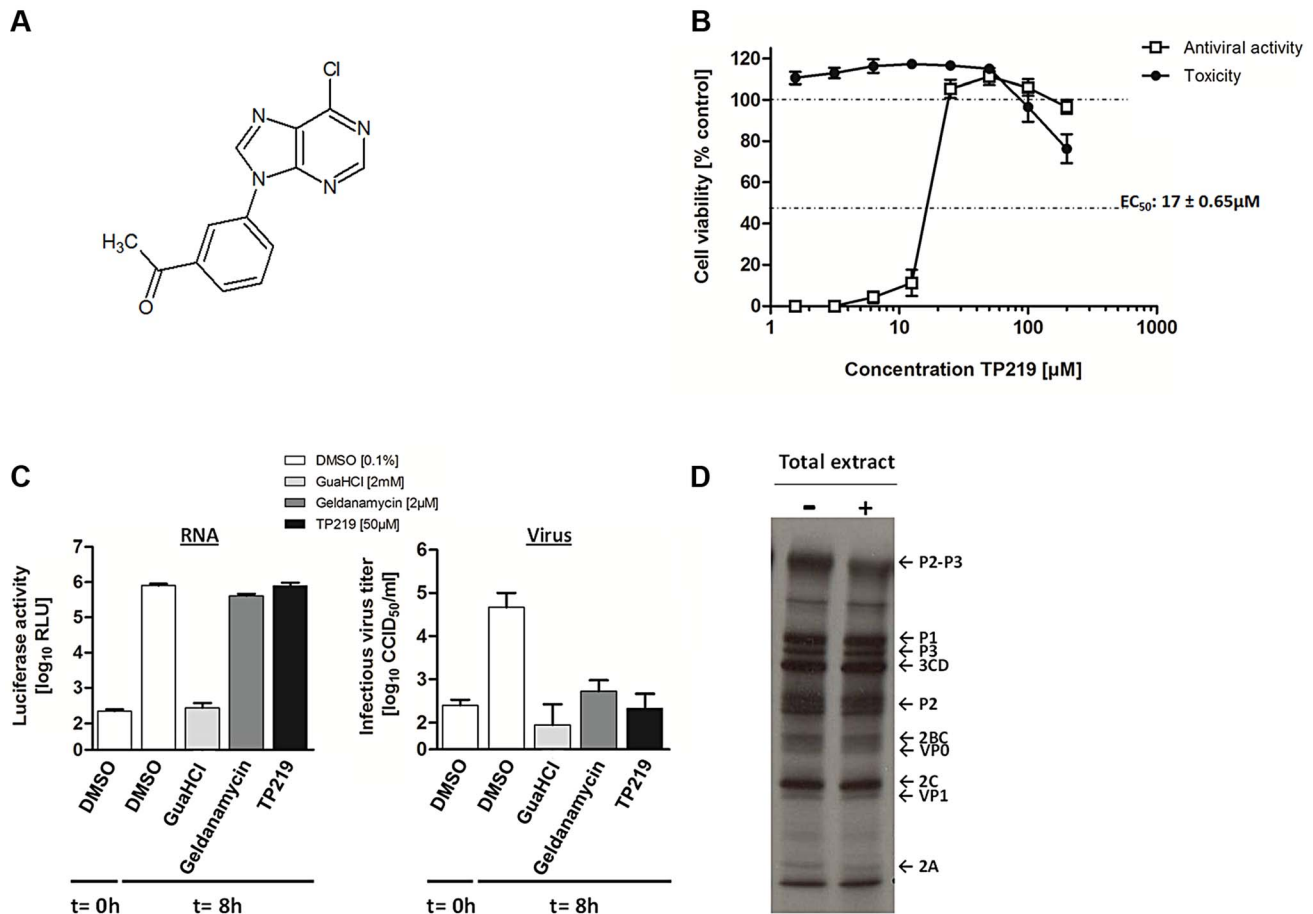 A
Cl
N
N
N
N
H3C
O
B
Antiviral activity
Toxicity
Cell viability [% control]
120
100
80
60
40
20
0
EC50: 17 ± 0.65µM
1
10
100
1000
Concentration TP219 [µM]
C
DMSO [0.1%]
GuaHCl [2mM]
Geldanamycin [2µM]
TP219 [50µM]
RNA
Luciferase activity
[log10 RLU]
7
6
5
4
3
2
0
DMSO
DMSO
GuaHCl
Geldanamycin
TP219
t= 0h
t= 8h
Virus
Infectious virus titer
[log10 CCID50/ml]
6
5
4
3
2
0
DMSO
DMSO
GuaHCl
Geldanamycin
TP219
t= 0h
t= 8h
D
Total extract
- +
← P2-P3
← P1
← P3
← 3CD
← P2
← 2BC
← VP0
← 2C
← VP1
← 2A